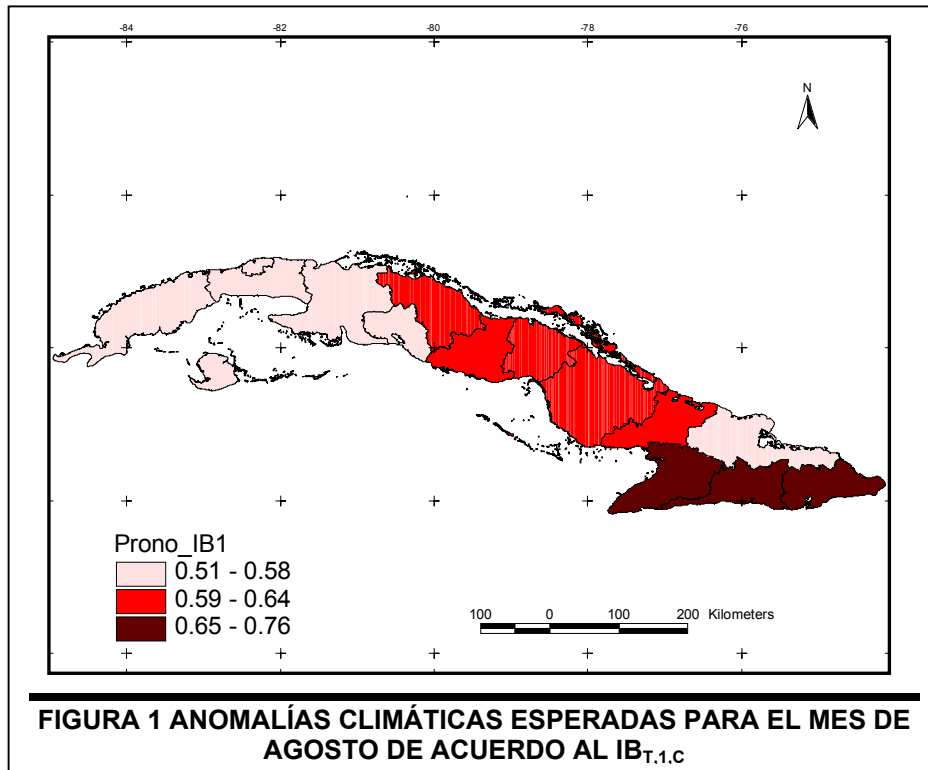 -84 -82 -80 -78 -76
N
Prono_IB1
0.51 - 0.58
0.59 - 0.64
0.65 - 0.76
100 0 100 200 Kilometers
FIGURA 1 ANOMALÍAS CLIMÁTICAS ESPERADAS PARA EL MES DE
AGOSTO DE ACUERDO AL IBT,1,C